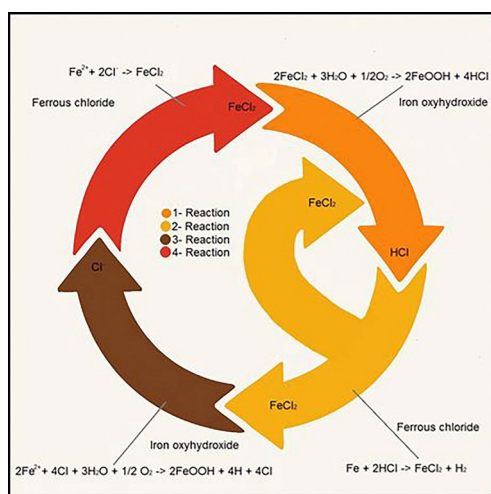 Fe²⁺+ 2Cl⁻ -> FeCl₂
2FeCl₂ + 3H₂O + 1/2O₂ -> 2FeOOH + 4HCl
Ferrous chloride
FeCl₂
Iron oxyhydroxide
FeCl₂
1- Reaction
2- Reaction
3- Reaction
4- Reaction
HCl
Cl⁻
FeCl₂
Ferrous chloride
Iron oxyhydroxide
2Fe²⁺ + 4Cl + 3H₂O + 1/2 O₂ -> 2FeOOH + 4H + 4Cl
Fe + 2HCl -> FeCl₂ + H₂